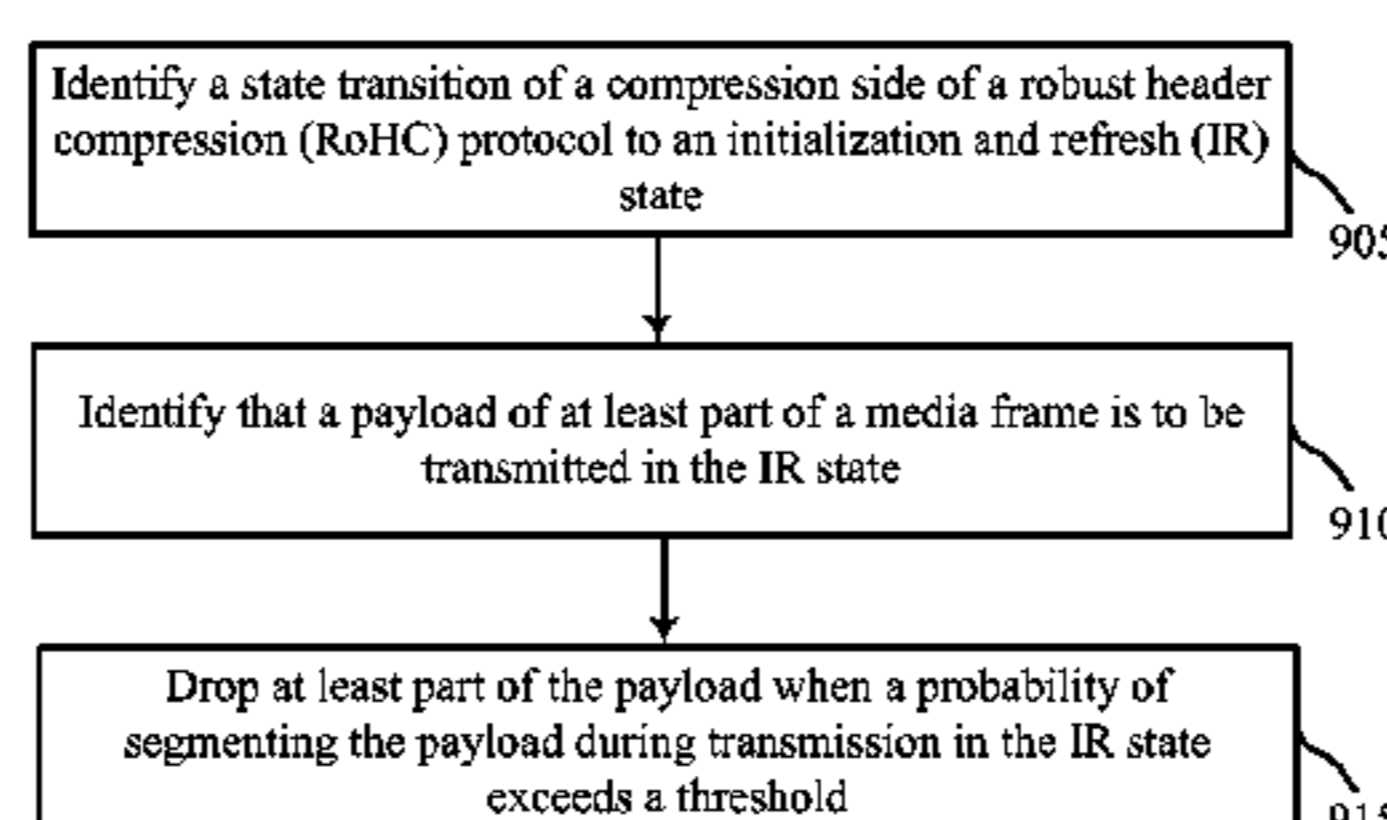 Identify a state transition of a compression side of a robust header
compression (RoHC) protocol to an initialization and refresh (IR)
state
905
Identify that a payload of at least part of a media frame is to be
transmitted in the IR state
910
Drop at least part of the payload when a probability of
segmenting the payload during transmission in the IR state
exceeds a threshold
915